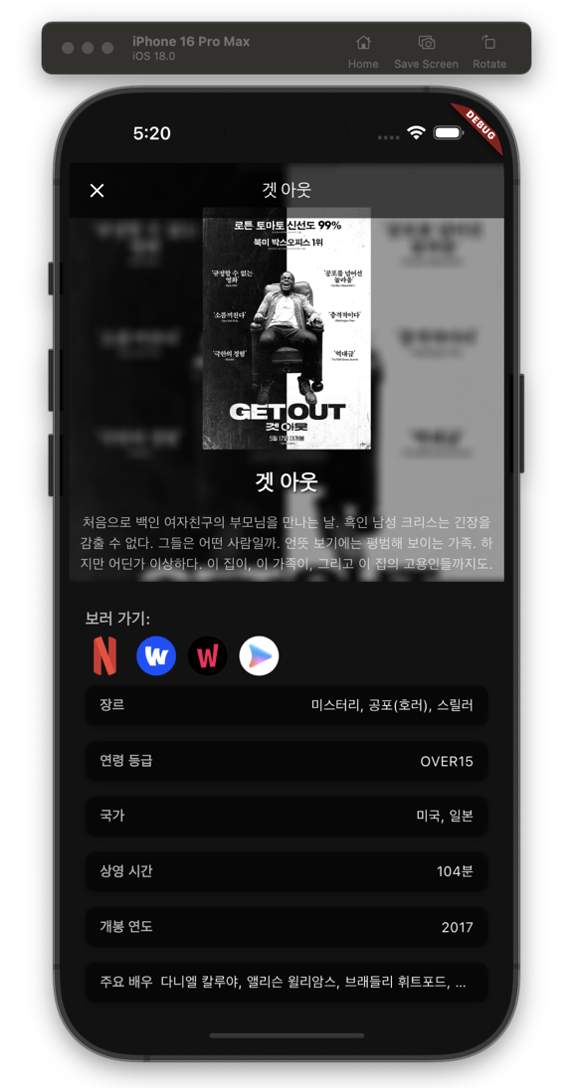 iPhone 16 Pro Max
iOS 18.0
Home
Save Screen
Rotate
5:20
DEBUG
겟 아웃
로튼 토마토 신선도 99%
북미 박스오피스 1위
'규정할 수 없는 영화'
'공포를 넘어선 놀라움'
'소름끼친다'
'충격적이다'
'극한의 경험'
'역대급'
GET OUT
겟 아웃
5월 17일 대개봉
겟 아웃
처음으로 백인 여자친구의 부모님을 만나는 날. 흑인 남성 크리스는 긴장을
감출 수 없다. 그들은 어떤 사람일까. 언뜻 보기에는 평범해 보이는 가족. 하
지만 어딘가 이상하다. 이 집이, 이 가족이, 그리고 이 집의 고용인들까지도.
보러 가기:
장르
미스터리, 공포(호러), 스릴러
연령 등급
OVER15
국가
미국, 일본
상영 시간
104분
개봉 연도
2017
주요 배우
다니엘 칼루야, 앨리슨 윌리암스, 브래들리 휘트포드, ...